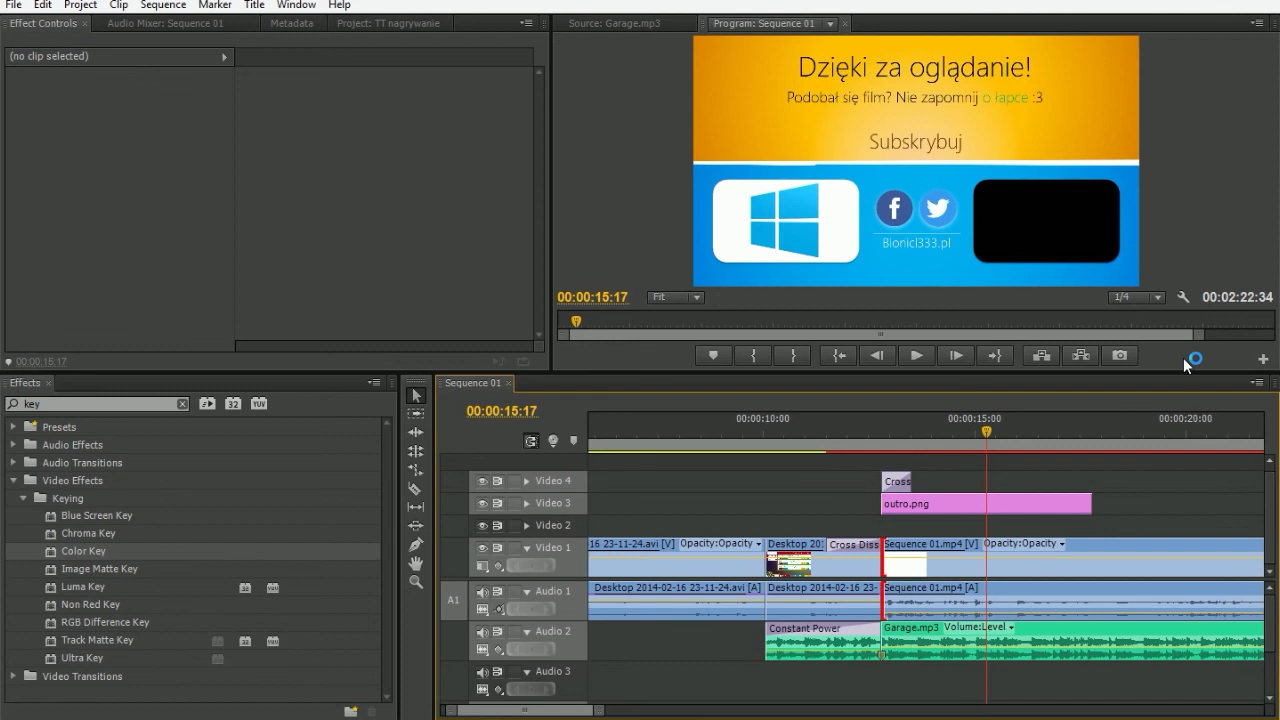 File Edit Project Clip Sequence Marker Title Window Help
Effect Controls Audio Mixer: Sequence 01 Metadata Project: TT nagrywanie
Source: Garage.mp3 Program: Sequence 01
(no clip selected)
Dzięki za oglądanie!
Podobał się film? Nie zapomnij o łapce :3
Subskrybuj
Bionicl333.pl
00:00:15:17 Fit 1/4 00:02:22:34
00:00:15:17
Effects
key
32 YUV
Presets
Audio Effects
Audio Transitions
Video Effects
Keying
Blue Screen Key
Chroma Key
Color Key
Image Matte Key
Luma Key
Non Red Key
RGB Difference Key
Track Matte Key
Ultra Key
Video Transitions
Sequence 01
00:00:15:17
00:00:10:00 00:00:15:00 00:00:20:00
Video 4 Cross
Video 3 outro.png
Video 2
Video 1 16 23-11-24.avi [V] Opacity:Opacity Desktop 20: Cross Diss Sequence 01.mp4 [V] Opacity:Opacity
A1 Audio 1 Desktop 2014-02-16 23-11-24.avi [A] Desktop 2014-02-16 23- Sequence 01.mp4 [A]
Audio 2 Constant Power Garage.mp3 Volume:Level
Audio 3